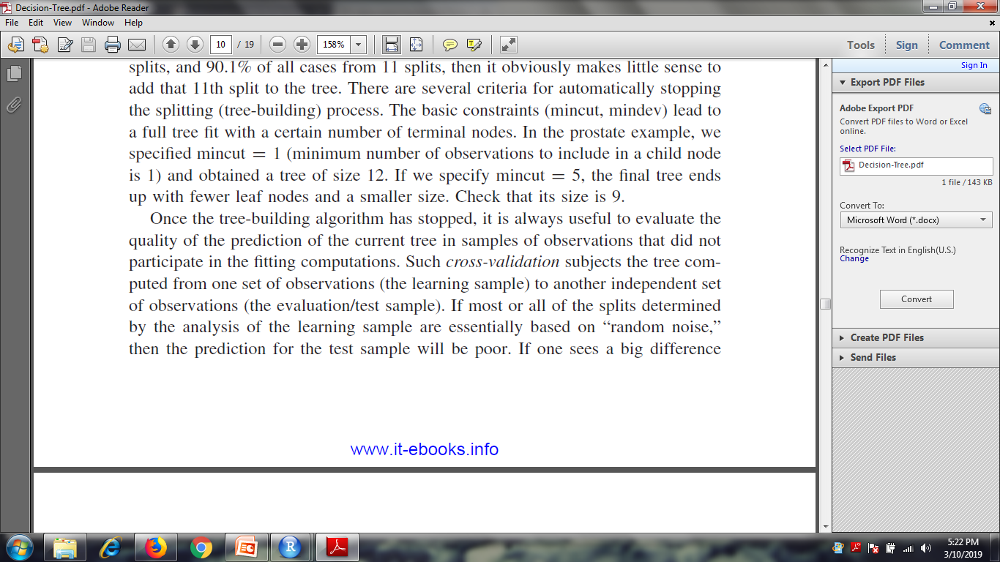 Decision-Tree.pdf - Adobe Reader
File Edit View Window Help
10 / 19 158%
Tools Sign Comment
Sign In
splits, and 90.1% of all cases from 11 splits, then it obviously makes little sense to
add that 11th split to the tree. There are several criteria for automatically stopping
the splitting (tree-building) process. The basic constraints (mincut, mindev) lead to
a full tree fit with a certain number of terminal nodes. In the prostate example, we
specified mincut = 1 (minimum number of observations to include in a child node
is 1) and obtained a tree of size 12. If we specify mincut = 5, the final tree ends
up with fewer leaf nodes and a smaller size. Check that its size is 9.
Once the tree-building algorithm has stopped, it is always useful to evaluate the
quality of the prediction of the current tree in samples of observations that did not
participate in the fitting computations. Such cross-validation subjects the tree com-
puted from one set of observations (the learning sample) to another independent set
of observations (the evaluation/test sample). If most or all of the splits determined
by the analysis of the learning sample are essentially based on “random noise,”
then the prediction for the test sample will be poor. If one sees a big difference
www.it-ebooks.info
Export PDF Files
Adobe Export PDF
Convert PDF files to Word or Excel
online.
Select PDF File:
Decision-Tree.pdf
1 file / 143 KB
Convert To:
Microsoft Word (*.docx)
Recognize Text in English(U.S.)
Change
Convert
Create PDF Files
Send Files
5:22 PM
3/10/2019